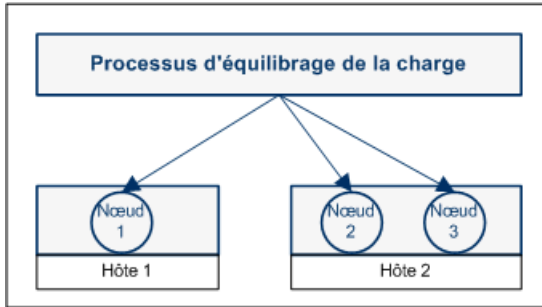 Processus d'équilibrage de la charge
Nœud
1
Nœud
2
Nœud
3
Hôte 1
Hôte 2